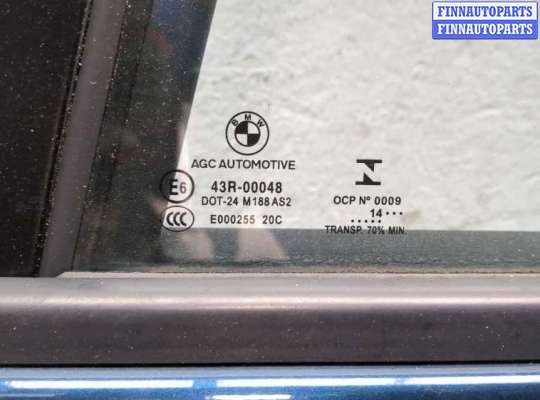 FINNAUTOPARTS
FINNAUTOPARTS
BMW
AGC AUTOMOTIVE
E6 43R-00048
DOT-24 M188 AS2
CCC E000255 20C
N
OCP Nº 0009
14
TRANSP. 70% MIN